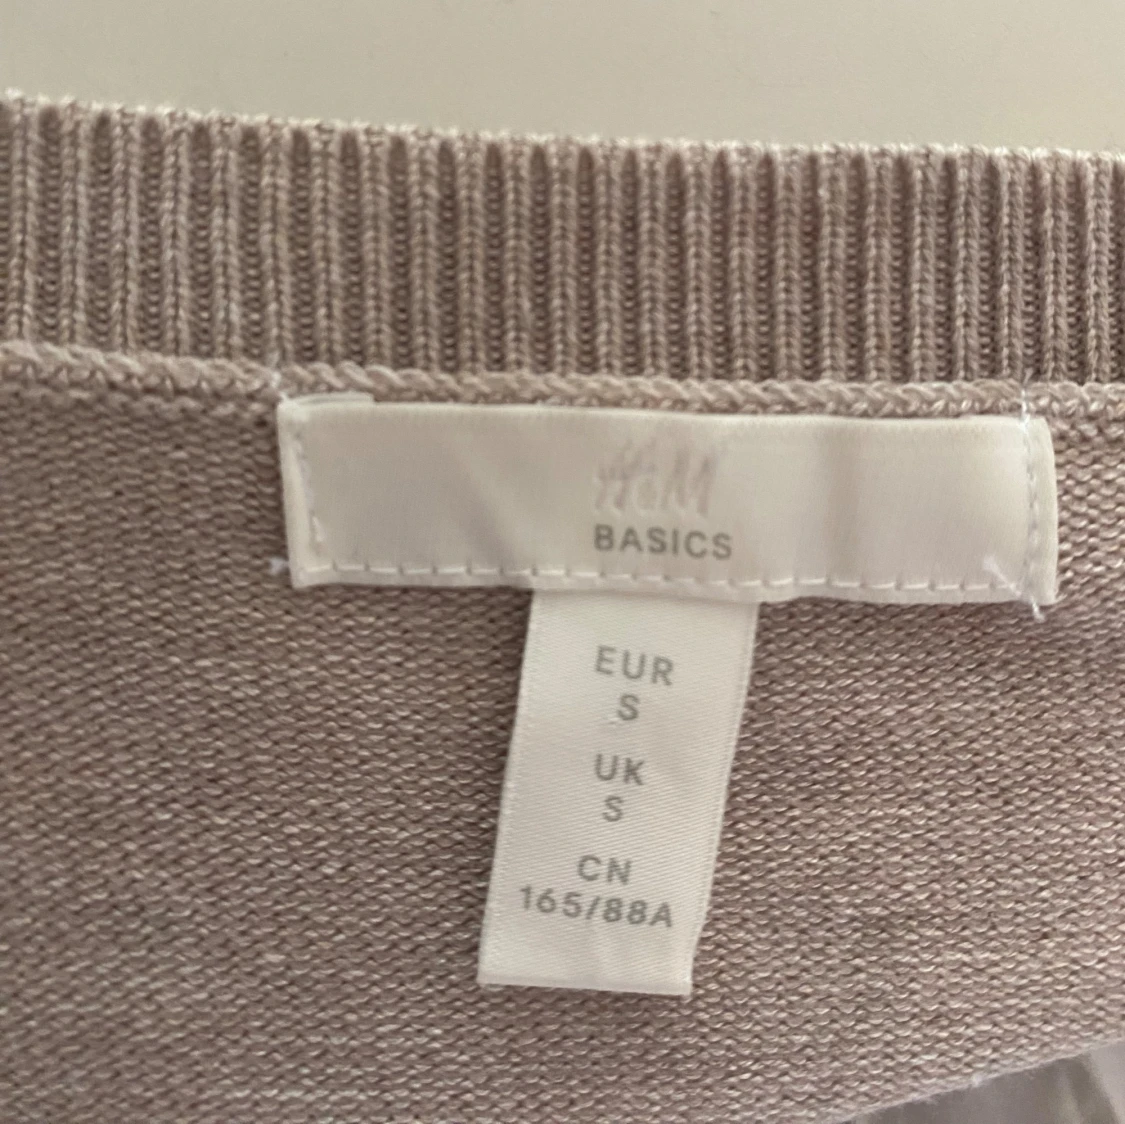 H&M
BASICS
EUR
S
UK
S
CN
165/88A